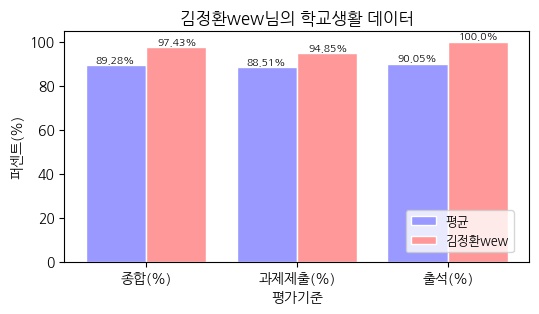 김정환wew님의 학교생활 데이터
퍼센트(%)
100
80
60
40
20
0
89.28%
97.43%
88.51%
94.85%
90.05%
100.0%
평균
김정환wew
종합(%)
과제제출(%)
출석(%)
평가기준